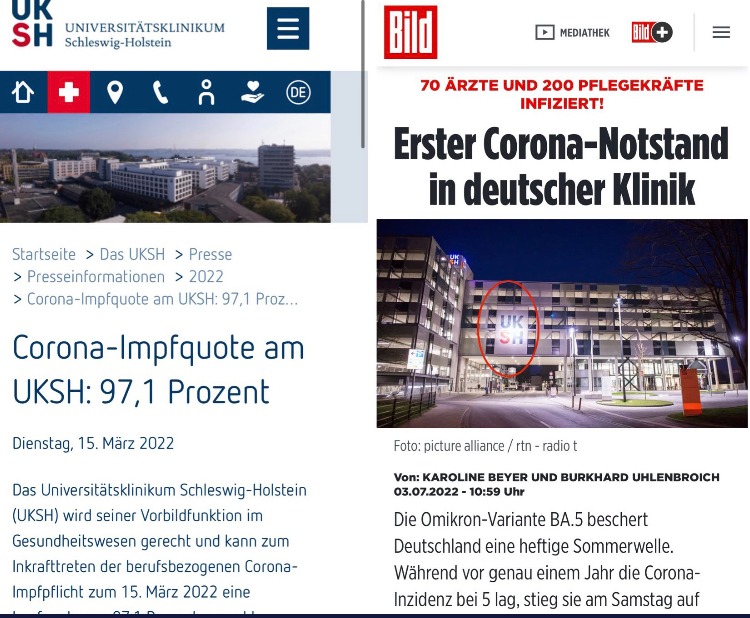 UK
SH
UNIVERSITÄTSKLINIKUM
Schleswig-Holstein
DE
Startseite > Das UKSH > Presse
> Presseinformationen > 2022
> Corona-Impfquote am UKSH: 97,1 Proz...
Corona-Impfquote am
UKSH: 97,1 Prozent
Dienstag, 15. März 2022
Das Universitätsklinikum Schleswig-Holstein
(UKSH) wird seiner Vorbildfunktion im
Gesundheitswesen gerecht und kann zum
Inkrafttreten der berufsbezogenen Corona-
Impfpflicht zum 15. März 2022 eine
Bild
MEDIATHEK
Bild+
70 ÄRZTE UND 200 PFLEGEKRÄFTE
INFIZIERT!
Erster Corona-Notstand
in deutscher Klinik
UK
SH
UK
SH
Foto: picture alliance / rtn - radio t
Von: KAROLINE BEYER UND BURKHARD UHLENBROICH
03.07.2022 - 10:59 Uhr
Die Omikron-Variante BA.5 beschert
Deutschland eine heftige Sommerwelle.
Während vor genau einem Jahr die Corona-
Inzidenz bei 5 lag, stieg sie am Samstag auf